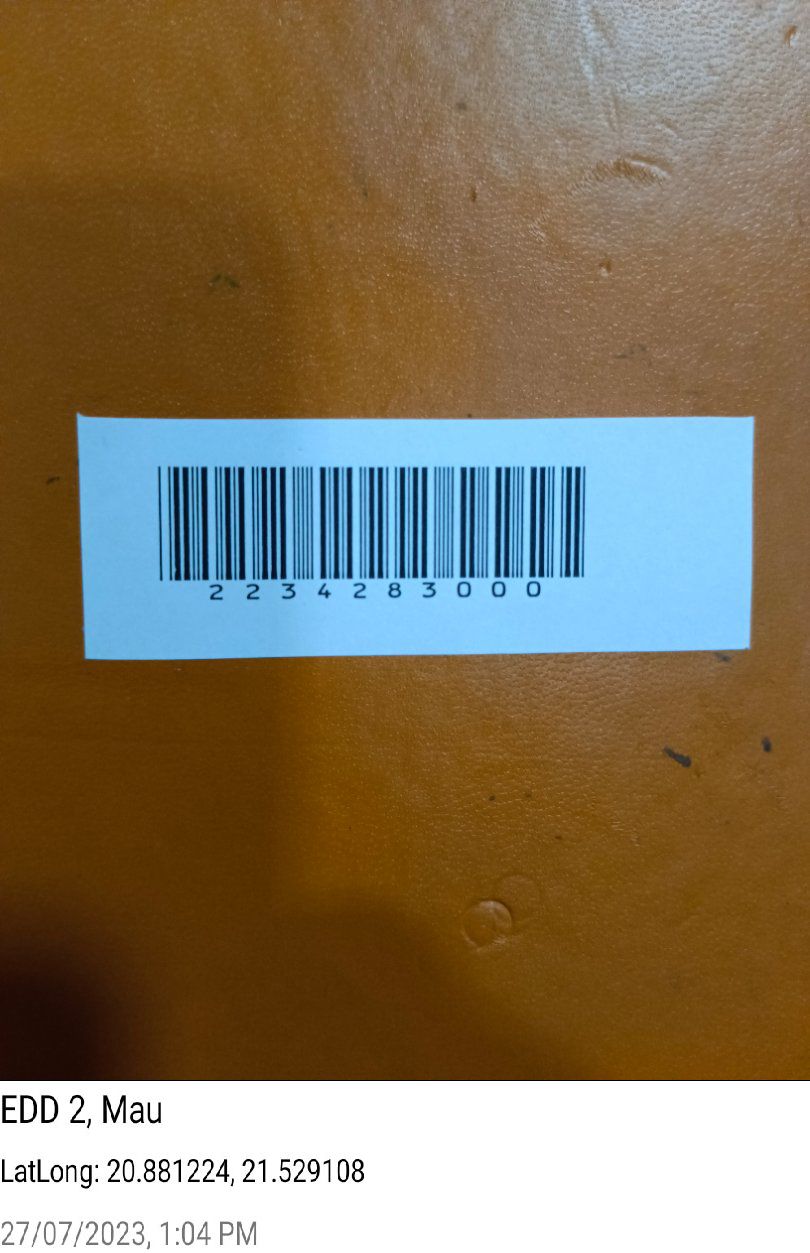 2234283000
EDD 2, Mau
LatLong: 20.881224, 21.529108
27/07/2023, 1:04 PM